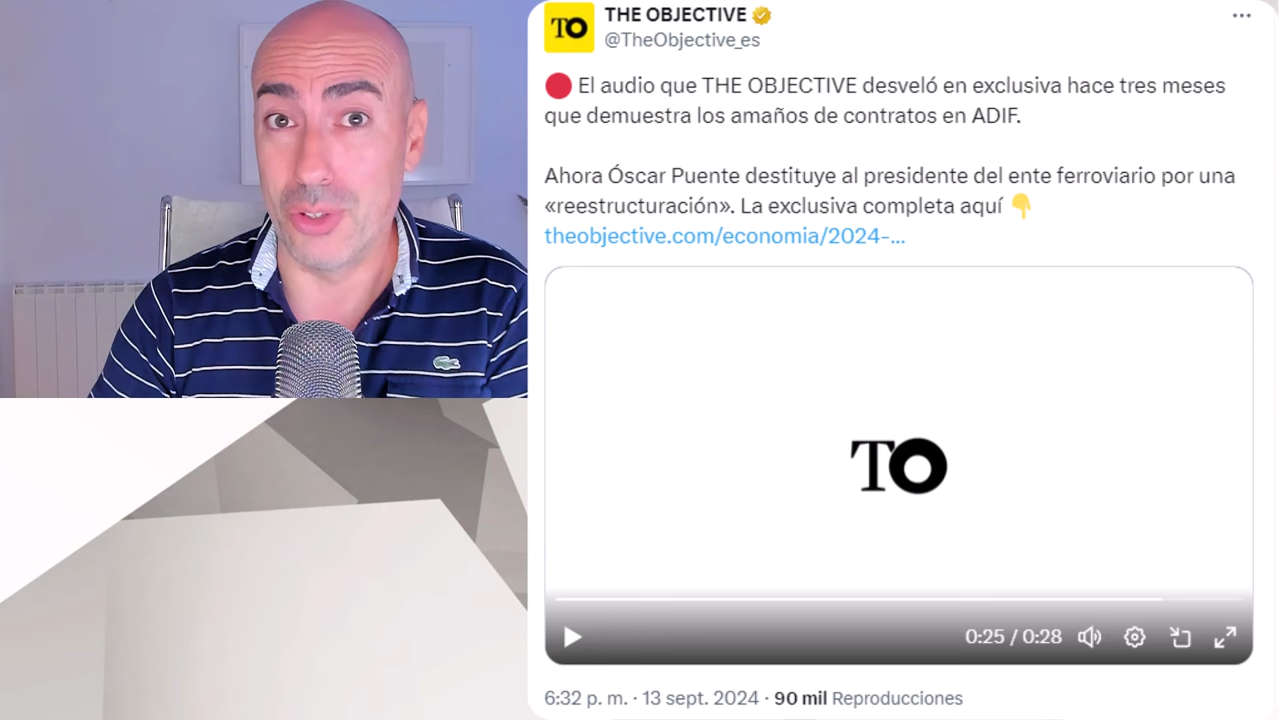 TO
THE OBJECTIVE
@TheObjective_es
🔴 El audio que THE OBJECTIVE desveló en exclusiva hace tres meses
que demuestra los amaños de contratos en ADIF.
Ahora Óscar Puente destituye al presidente del ente ferroviario por una
«reestructuración». La exclusiva completa aquí 👇
theobjective.com/economia/2024-...
TO
0:25 / 0:28
6:32 p. m. · 13 sept. 2024 · 90 mil Reproducciones